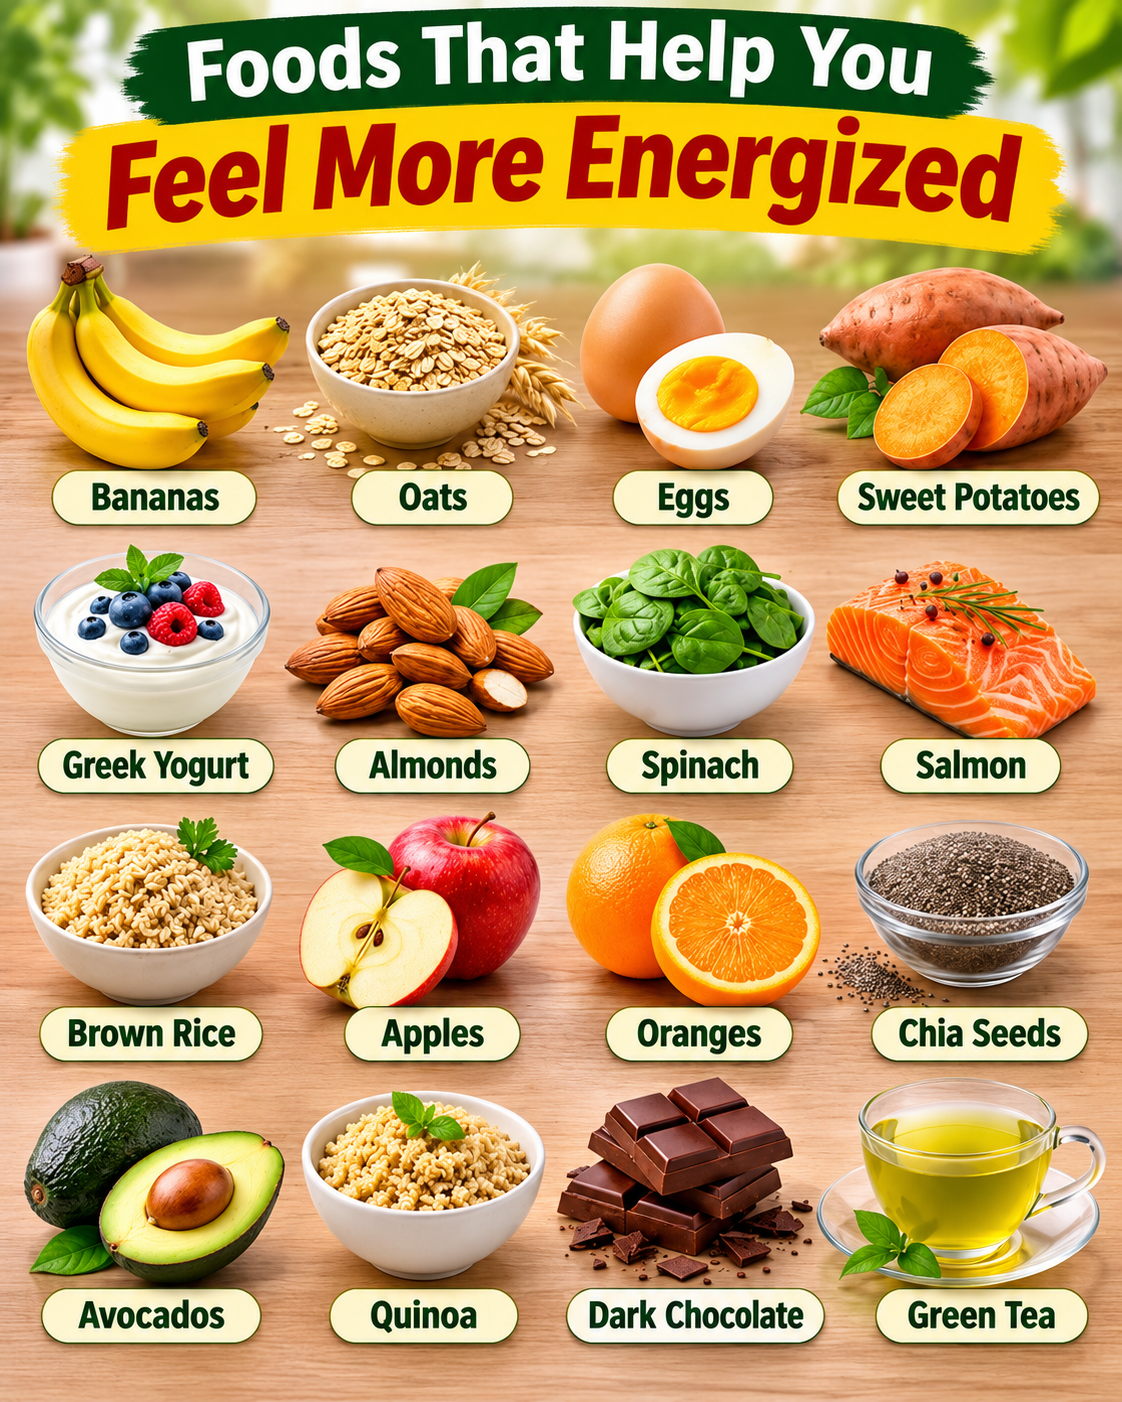 Foods That Help You
Feel More Energized
Bananas
Oats
Eggs
Sweet Potatoes
Greek Yogurt
Almonds
Spinach
Salmon
Brown Rice
Apples
Oranges
Chia Seeds
Avocados
Quinoa
Dark Chocolate
Green Tea